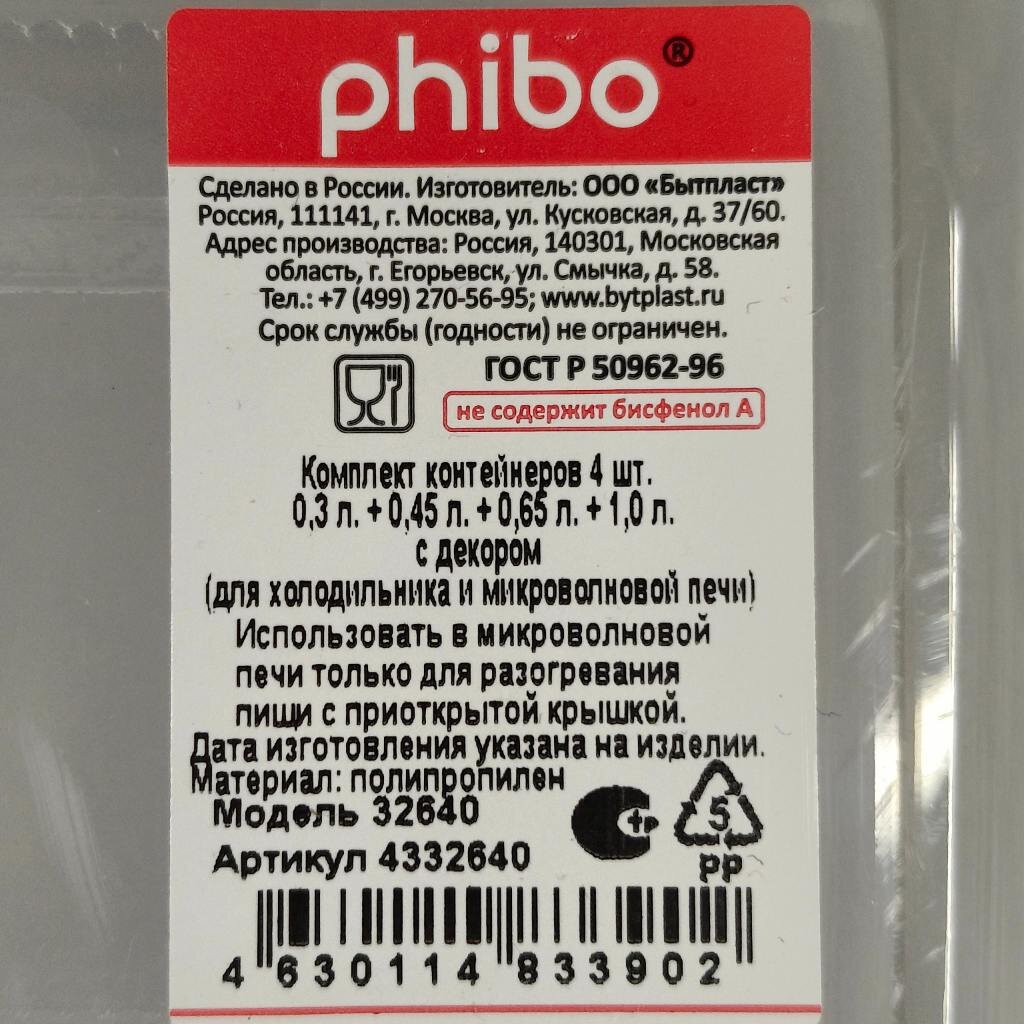 phibo®
Сделано в России. Изготовитель: ООО «Бытпласт»
Россия, 111141, г. Москва, ул. Кусковская, д. 37/60.
Адрес производства: Россия, 140301, Московская
область, г. Егорьевск, ул. Смычка, д. 58.
Тел.: +7 (499) 270-56-95; www.bytplast.ru
Срок службы (годности) не ограничен.
ГОСТ Р 50962-96
не содержит бисфенол А
Комплект контейнеров 4 шт.
0,3 л. + 0,45 л. + 0,65 л. + 1,0 л.
с декором
(для холодильника и микроволновой печи)
Использовать в микроволновой
печи только для разогревания
пищи с приоткрытой крышкой.
Дата изготовления указана на изделии.
Материал: полипропилен
Модель 32640
Артикул 4332640
5
PP
4 630114 833902